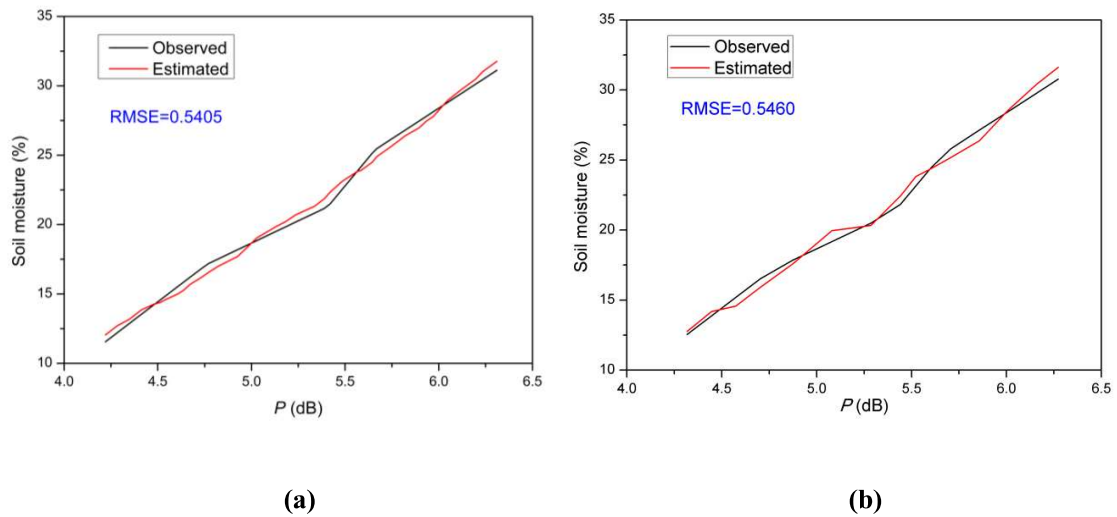 35
30
25
20
15
10
Soil moisture (%)
Observed
Estimated
RMSE=0.5405
4.0 4.5 5.0 5.5 6.0 6.5
P (dB)
(a)
35
30
25
20
15
10
Soil moisture (%)
Observed
Estimated
RMSE=0.5460
4.0 4.5 5.0 5.5 6.0 6.5
P (dB)
(b)